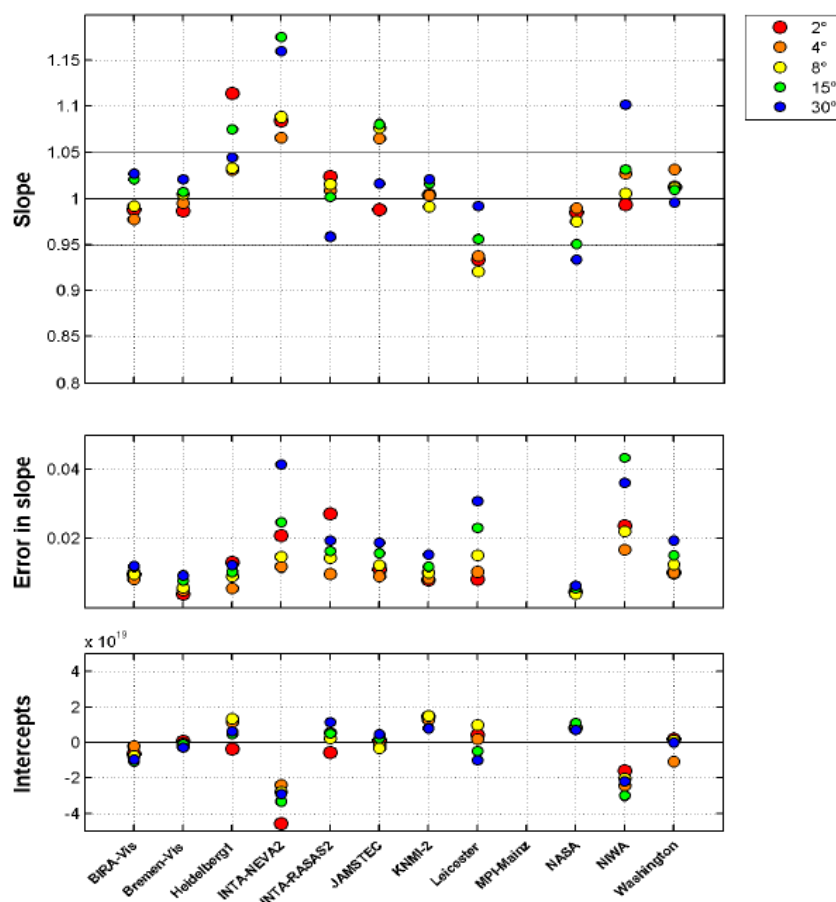 2°
4°
8°
15°
30°
Slope
1.15
1.1
1.05
1
0.95
0.9
0.85
0.8
Error in slope
0.04
0.02
x 10¹⁹
Intercepts
4
2
0
-2
-4
BIRA-Vis
Bremen-Vis
Heidelberg1
INTA-NEVA2
INTA-RASAS2
JAMSTEC
KNMI-2
Leicester
MPI-Mainz
NASA
NIWA
Washington